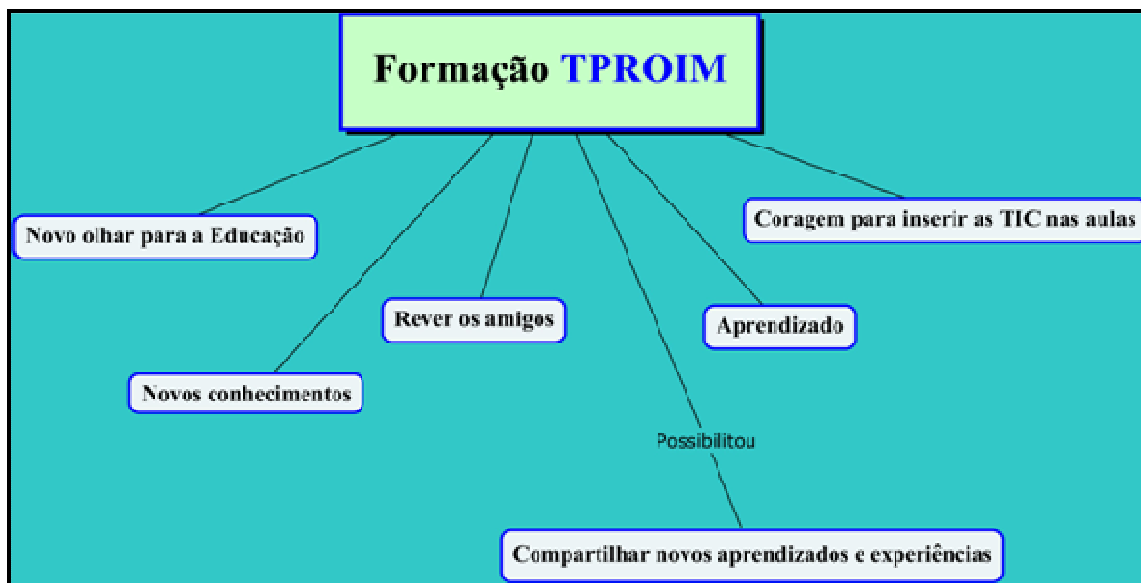 Formação TPROIM
Coragem para inserir as TIC nas aulas
Novo olhar para a Educação
Rever os amigos
Aprendizado
Novos conhecimentos
Possibilitou
Compartilhar novos aprendizados e experiências